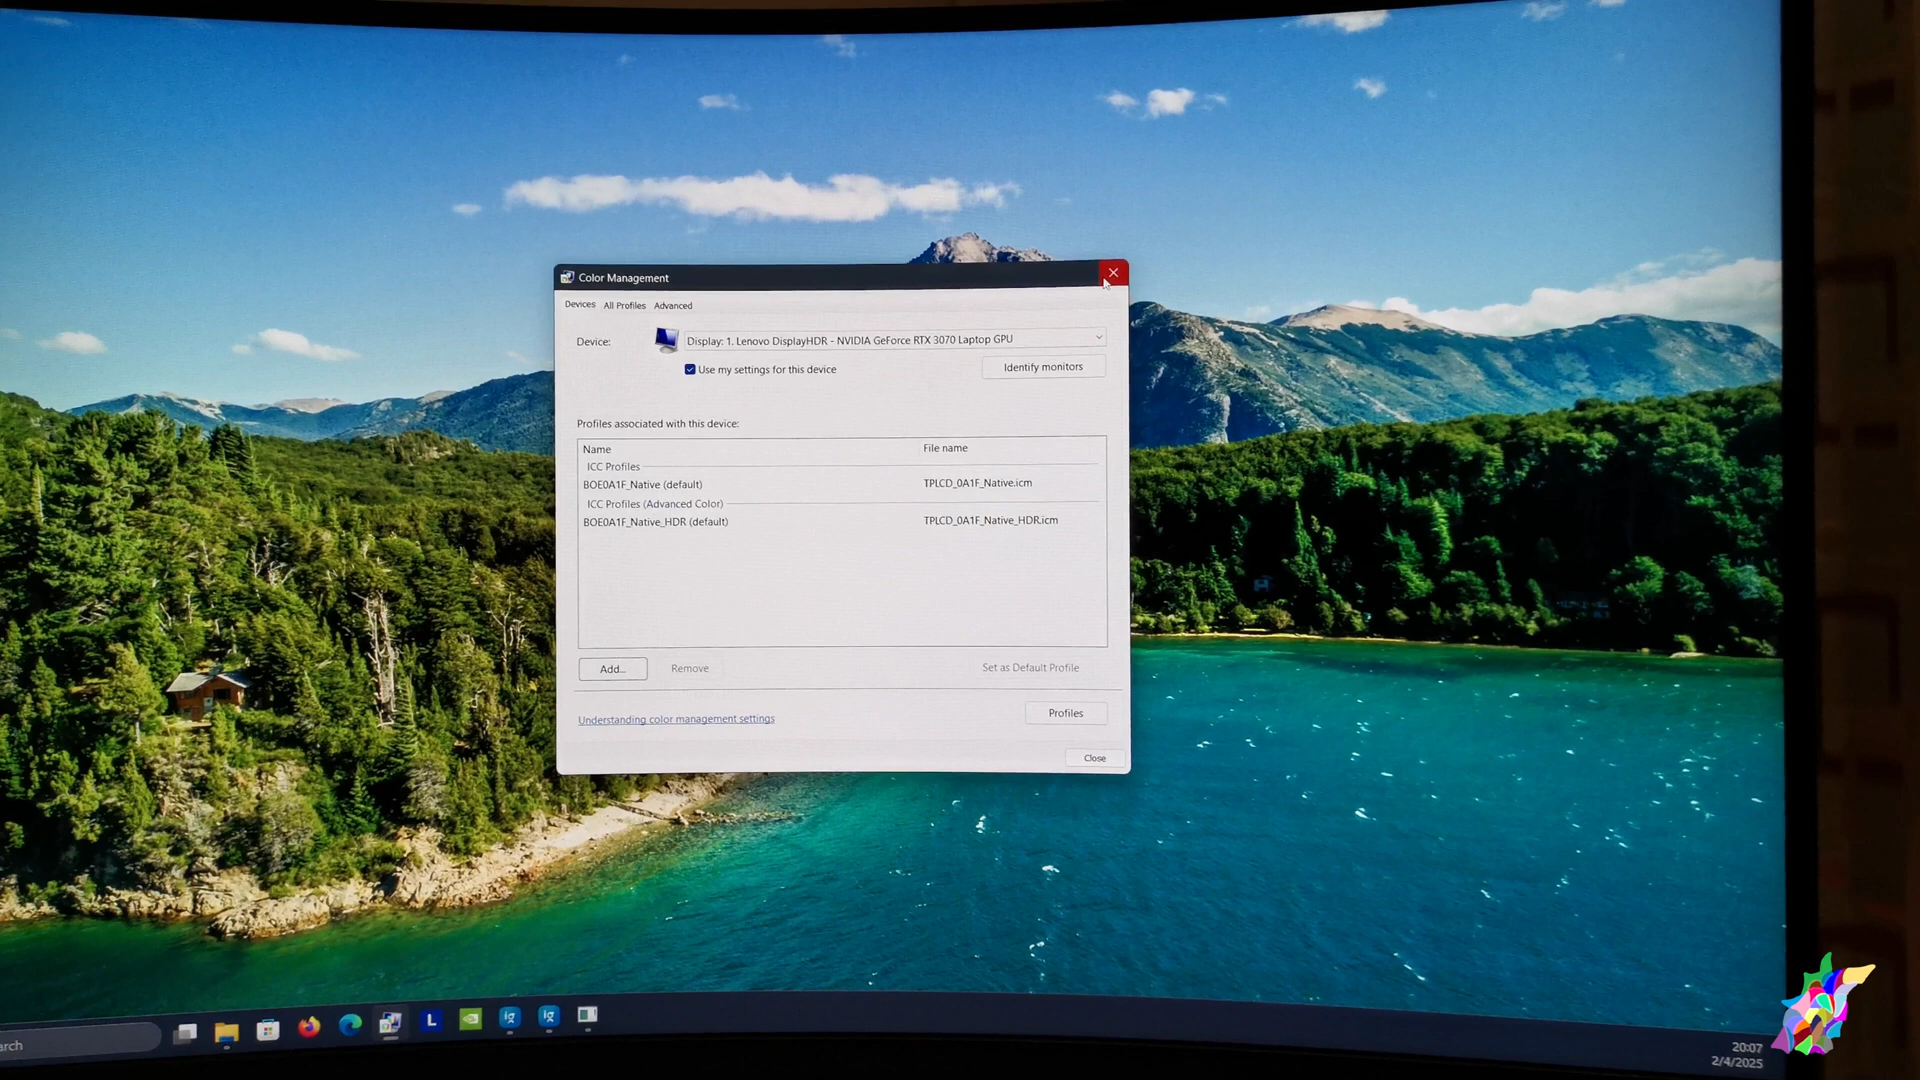 Color Management
Devices All Profiles Advanced
Device: Display: 1. Lenovo DisplayHDR - NVIDIA GeForce RTX 3070 Laptop GPU
Use my settings for this device Identify monitors
Profiles associated with this device:
Name File name
ICC Profiles
BOE0A1F_Native (default) TPLCD_0A1F_Native.icm
ICC Profiles (Advanced Color)
BOE0A1F_Native_HDR (default) TPLCD_0A1F_Native_HDR.icm
Add... Remove Set as Default Profile
Understanding color management settings Profiles
Close
arch L ig ig
20:07
2/4/2025